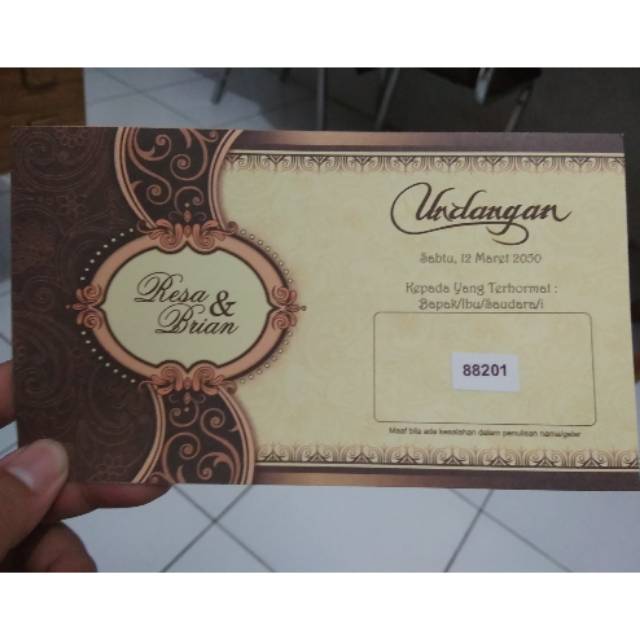 Resa
&
Brian
Undangan
Sabtu, 12 Maret 2050
Kepada Yang Terhormat :
Bapak/Ibu/Saudara/i
88201
Maaf bila ada kesalahan dalam penulisan nama/gelar